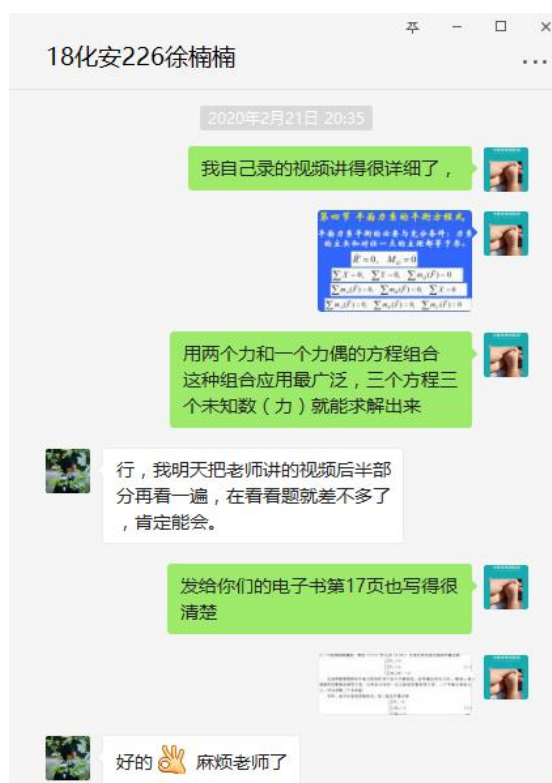 18化安226徐楠楠
2020年2月21日 20:35
我自己录的视频讲得很详细了，
第四节 平面力系的平衡方程式
平面力系平衡的必要与充分条件：力系
的主矢和对任一点的主矩都等于零。
用两个力和一个力偶的方程组合
这种组合应用最广泛，三个方程三
个未知数（力）就能求解出来
行，我明天把老师讲的视频后半部
分再看一遍，在看看题就差不多了
，肯定能会。
发给你们的电子书第17页也写得很
清楚
好的 麻烦老师了